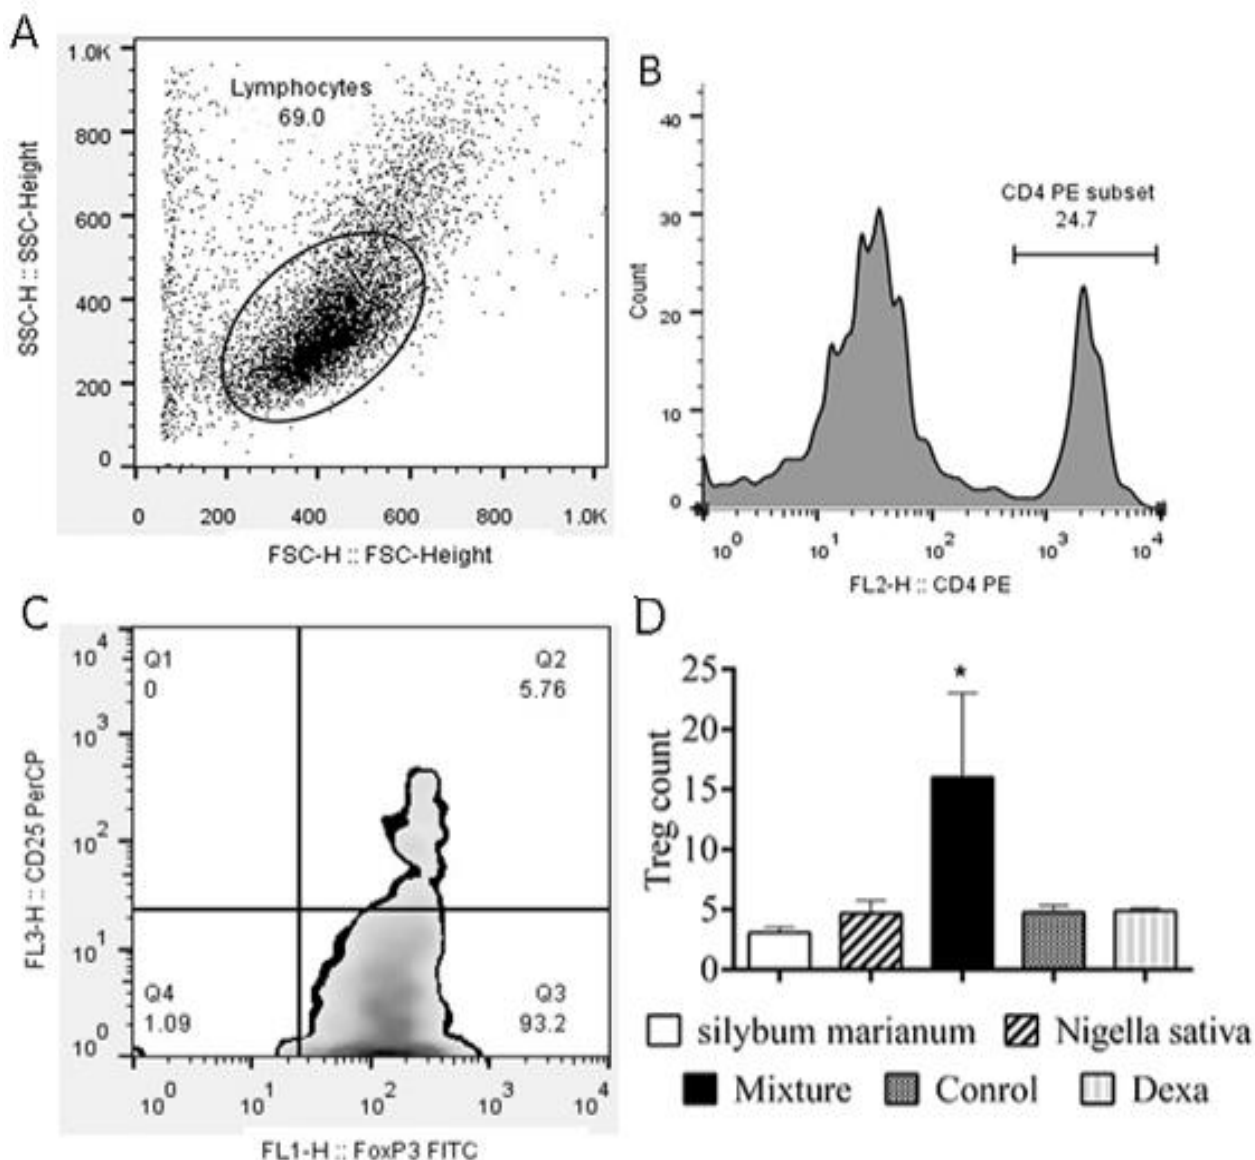 A
Lymphocytes
69.0
1.0K
800
600
400
200
0
SSC-H :: SSC-Height
0 200 400 600 800 1.0K
FSC-H :: FSC-Height
B
CD4 PE subset
24.7
40
30
20
10
0
Count
10^0 10^1 10^2 10^3 10^4
FL2-H :: CD4 PE
C
Q1
0
Q2
5.76
Q4
1.09
Q3
93.2
10^4
10^3
10^2
10^1
10^0
FL3-H :: CD25 PerCP
10^0 10^1 10^2 10^3 10^4
FL1-H :: FoxP3 FITC
D
*
25
20
15
10
5
0
Treg count
silybum marianum Nigella sativa
Mixture Conrol Dexa